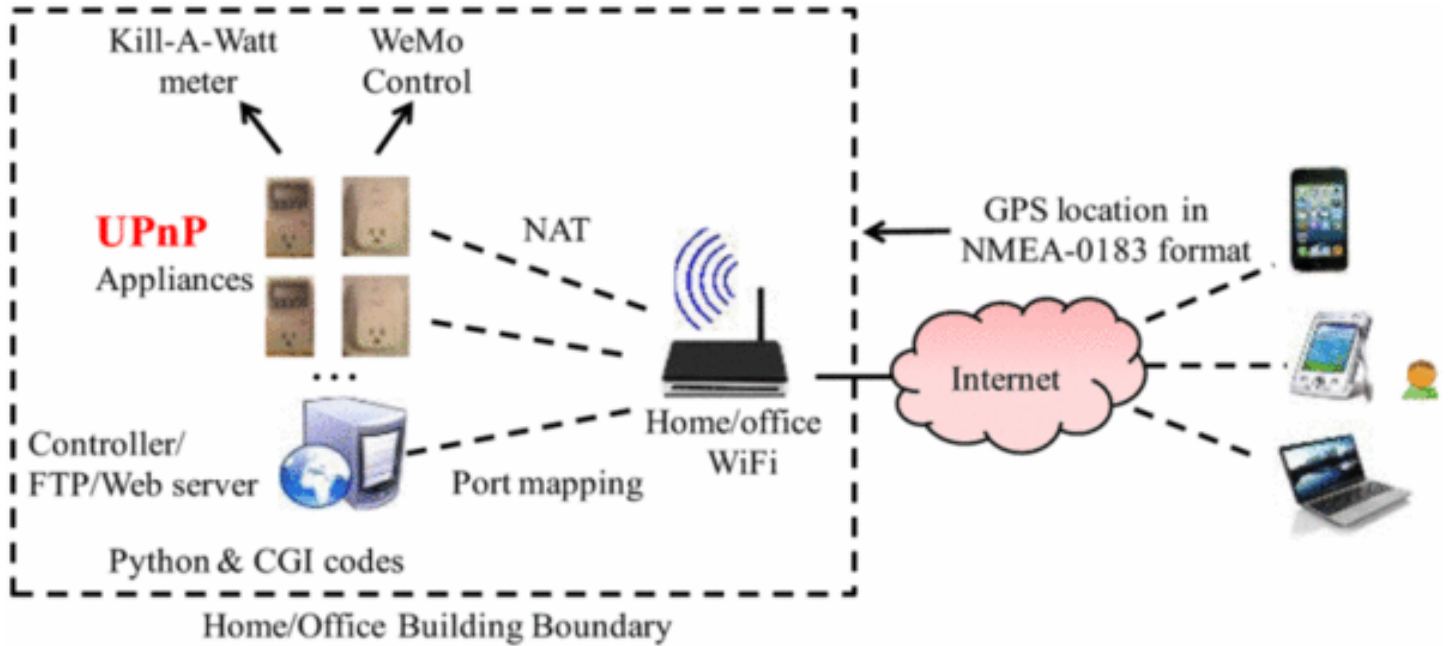 Kill-A-Watt
meter
WeMo
Control
UPnP
Appliances
NAT
GPS location in
NMEA-0183 format
...
Internet
Home/office
WiFi
Controller/
FTP/Web server
Port mapping
Python & CGI codes
Home/Office Building Boundary